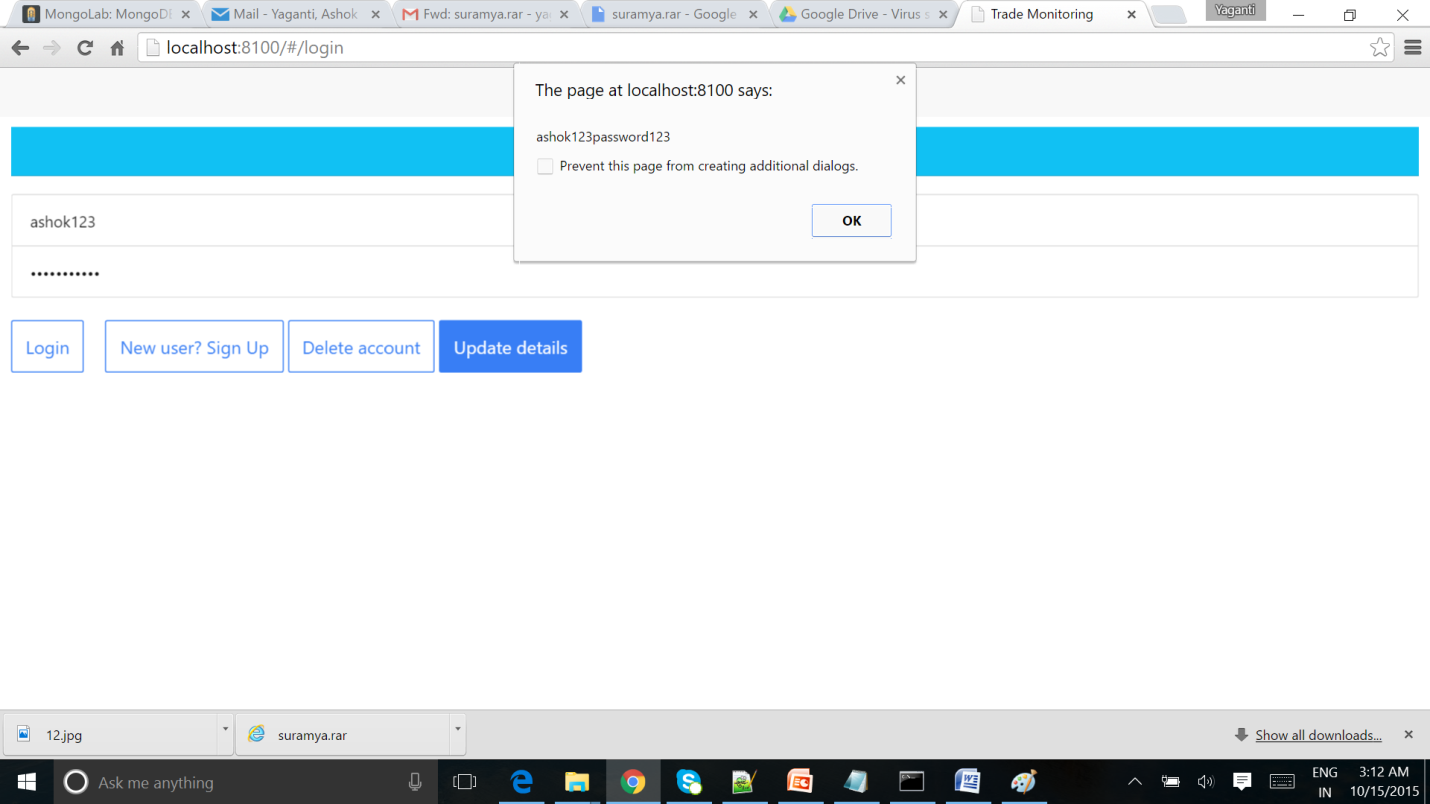 MongoLab: MongoDB
Mail - Yaganti, Ashok
Fwd: suramya.rar - ya
suramya.rar - Google
Google Drive - Virus s
Trade Monitoring
Yaganti
localhost:8100/#/login
The page at localhost:8100 says:
ashok123password123
Prevent this page from creating additional dialogs.
OK
ashok123
•••••••••••
Login
New user? Sign Up
Delete account
Update details
12.jpg
suramya.rar
Show all downloads...
Ask me anything
ENG
IN
3:12 AM
10/15/2015